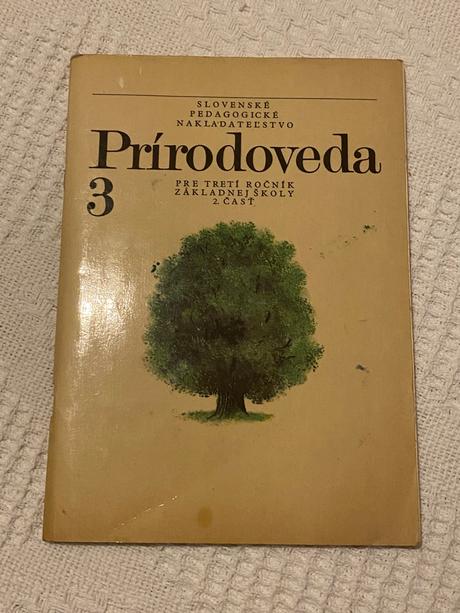 SLOVENSKÉ
PEDAGOGICKÉ
NAKLADATEĽSTVO
Prírodoveda
3
PRE TRETÍ ROČNÍK
ZÁKLADNEJ ŠKOLY
2. ČASŤ